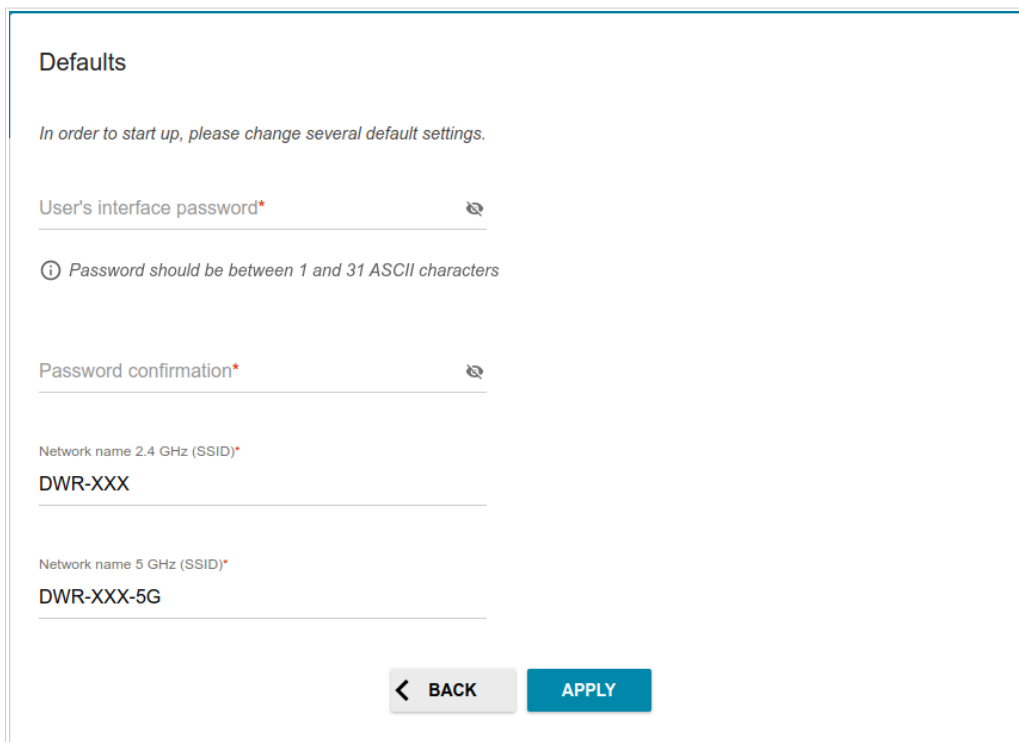 Defaults
In order to start up, please change several default settings.
User's interface password*
Password should be between 1 and 31 ASCII characters
Password confirmation*
Network name 2.4 GHz (SSID)*
DWR-XXX
Network name 5 GHz (SSID)*
DWR-XXX-5G
BACK
APPLY